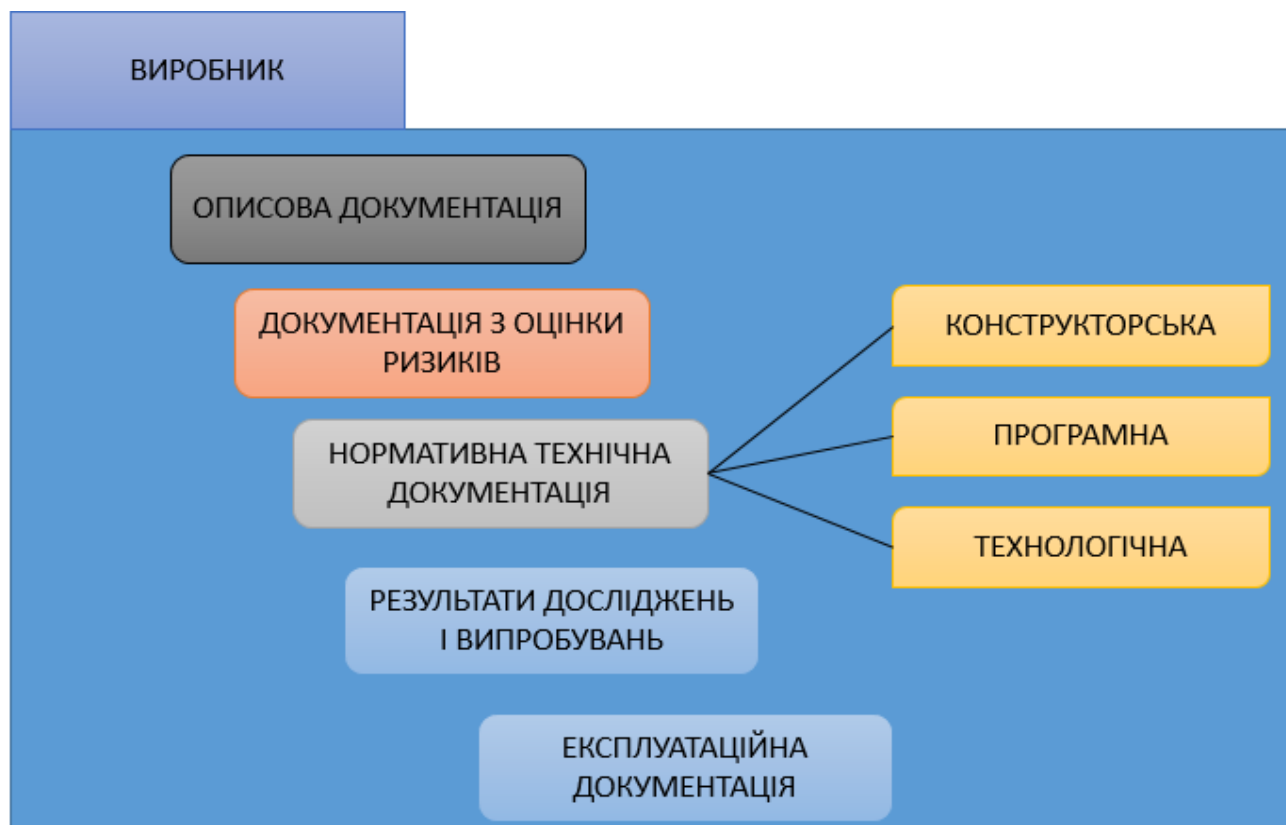 ВИРОБНИК
ОПИСОВА ДОКУМЕНТАЦІЯ
ДОКУМЕНТАЦІЯ З ОЦІНКИ
РИЗИКІВ
НОРМАТИВНА ТЕХНІЧНА
ДОКУМЕНТАЦІЯ
КОНСТРУКТОРСЬКА
ПРОГРАМНА
ТЕХНОЛОГІЧНА
РЕЗУЛЬТАТИ ДОСЛІДЖЕНЬ
І ВИПРОБУВАНЬ
ЕКСПЛУАТАЦІЙНА
ДОКУМЕНТАЦІЯ